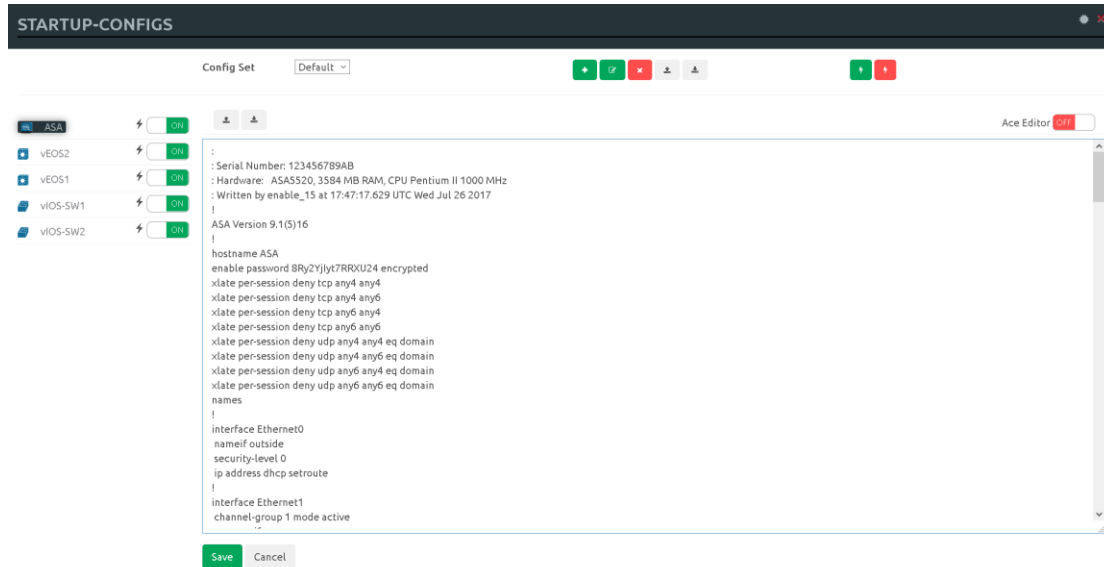 STARTUP-CONFIGS
Config Set Default
ASA ON
vEOS2 ON
vEOS1 ON
vIOS-SW1 ON
vIOS-SW2 ON
Ace Editor OFF
:
: Serial Number: 123456789AB
: Hardware: ASA5520, 3584 MB RAM, CPU Pentium II 1000 MHz
: Written by enable_15 at 17:47:17.629 UTC Wed Jul 26 2017
!
ASA Version 9.1(5)16
!
hostname ASA
enable password 8Ry2YjIyt7RRXU24 encrypted
xlate per-session deny tcp any4 any4
xlate per-session deny tcp any4 any6
xlate per-session deny tcp any6 any4
xlate per-session deny tcp any6 any6
xlate per-session deny udp any4 any4 eq domain
xlate per-session deny udp any4 any6 eq domain
xlate per-session deny udp any6 any4 eq domain
xlate per-session deny udp any6 any6 eq domain
names
!
interface Ethernet0
nameif outside
security-level 0
ip address dhcp setroute
!
interface Ethernet1
channel-group 1 mode active
Save Cancel